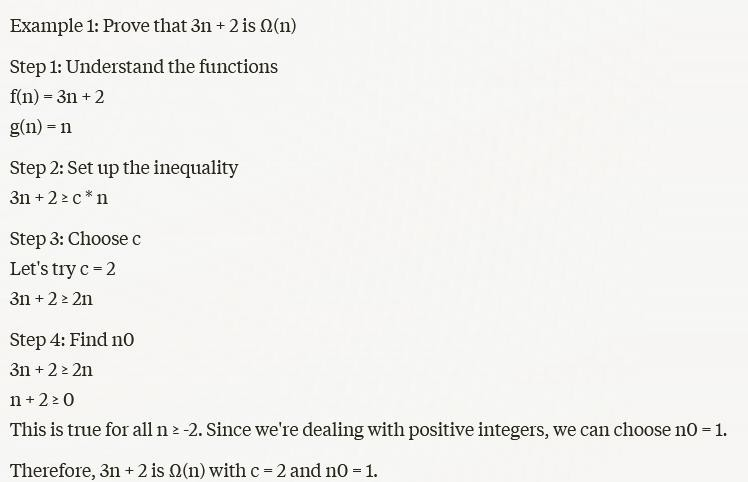 Example 1: Prove that 3n + 2 is Ω(n)
Step 1: Understand the functions
f(n) = 3n + 2
g(n) = n
Step 2: Set up the inequality
3n + 2 ≥ c * n
Step 3: Choose c
Let's try c = 2
3n + 2 ≥ 2n
Step 4: Find n0
3n + 2 ≥ 2n
n + 2 ≥ 0
This is true for all n ≥ -2. Since we're dealing with positive integers, we can choose n0 = 1.
Therefore, 3n + 2 is Ω(n) with c = 2 and n0 = 1.